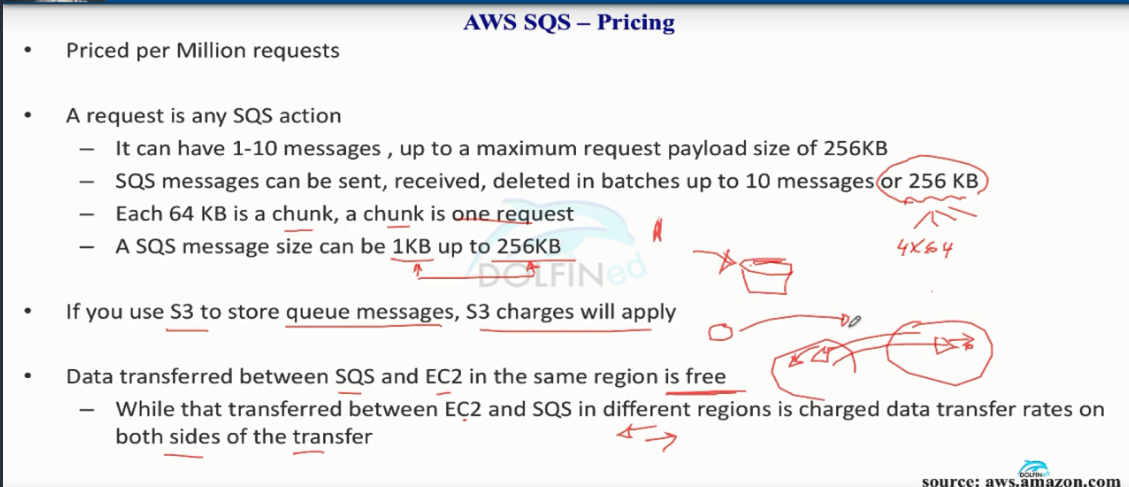 AWS SQS – Pricing
• Priced per Million requests
• A request is any SQS action
– It can have 1-10 messages , up to a maximum request payload size of 256KB
– SQS messages can be sent, received, deleted in batches up to 10 messages or 256 KB
– Each 64 KB is a chunk, a chunk is one request
– A SQS message size can be 1KB up to 256KB
4x64
DOLFINed
• If you use S3 to store queue messages, S3 charges will apply
• Data transferred between SQS and EC2 in the same region is free
– While that transferred between EC2 and SQS in different regions is charged data transfer rates on
both sides of the transfer
DOLFINed
source: aws.amazon.com